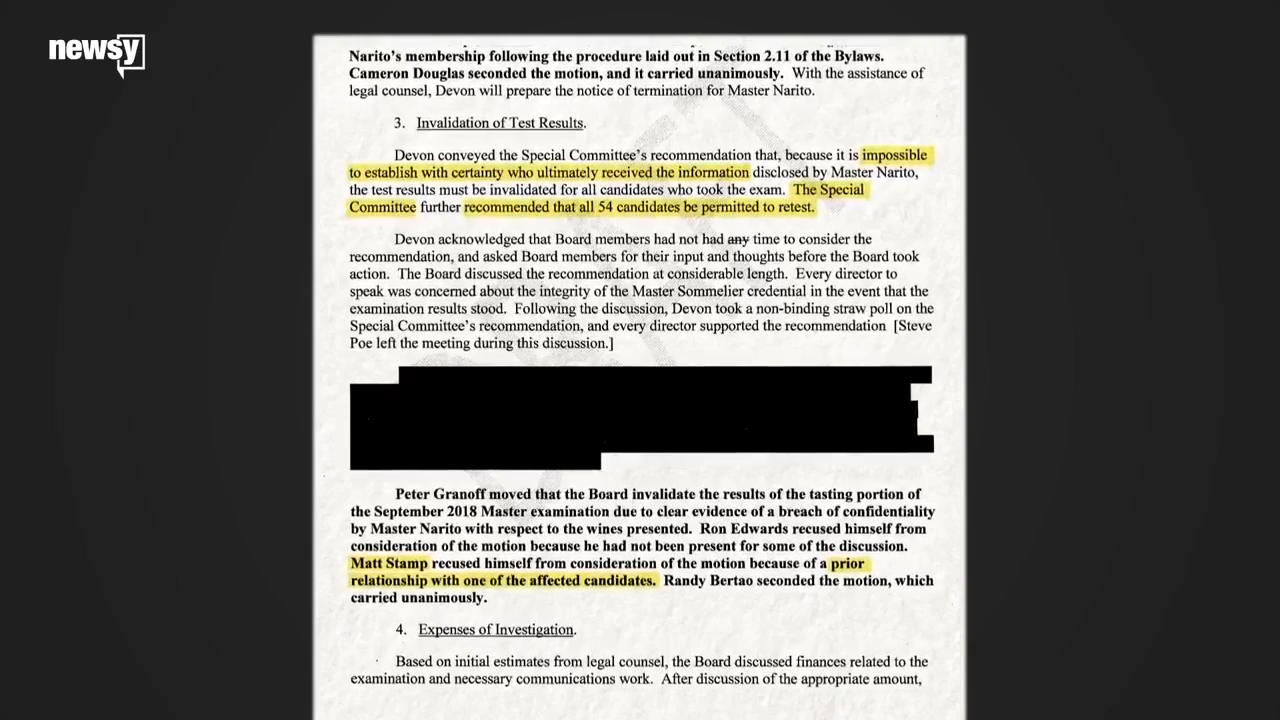 newsy
Narito's membership following the procedure laid out in Section 2.11 of the Bylaws.
Cameron Douglas seconded the motion, and it carried unanimously. With the assistance of
legal counsel, Devon will prepare the notice of termination for Master Narito.
3. Invalidation of Test Results.
Devon conveyed the Special Committee's recommendation that, because it is impossible
to establish with certainty who ultimately received the information disclosed by Master Narito,
the test results must be invalidated for all candidates who took the exam. The Special
Committee further recommended that all 54 candidates be permitted to retest.
Devon acknowledged that Board members had not had any time to consider the
recommendation, and asked Board members for their input and thoughts before the Board took
action. The Board discussed the recommendation at considerable length. Every director to
speak was concerned about the integrity of the Master Sommelier credential in the event that the
examination results stood. Following the discussion, Devon took a non-binding straw poll on the
Special Committee's recommendation, and every director supported the recommendation [Steve
Poe left the meeting during this discussion.]
Peter Granoff moved that the Board invalidate the results of the tasting portion of
the September 2018 Master examination due to clear evidence of a breach of confidentiality
by Master Narito with respect to the wines presented. Ron Edwards recused himself from
consideration of the motion because he had not been present for some of the discussion.
Matt Stamp recused himself from consideration of the motion because of a prior
relationship with one of the affected candidates. Randy Bertao seconded the motion, which
carried unanimously.
4. Expenses of Investigation.
Based on initial estimates from legal counsel, the Board discussed finances related to the
examination and necessary communications work. After discussion of the appropriate amount,